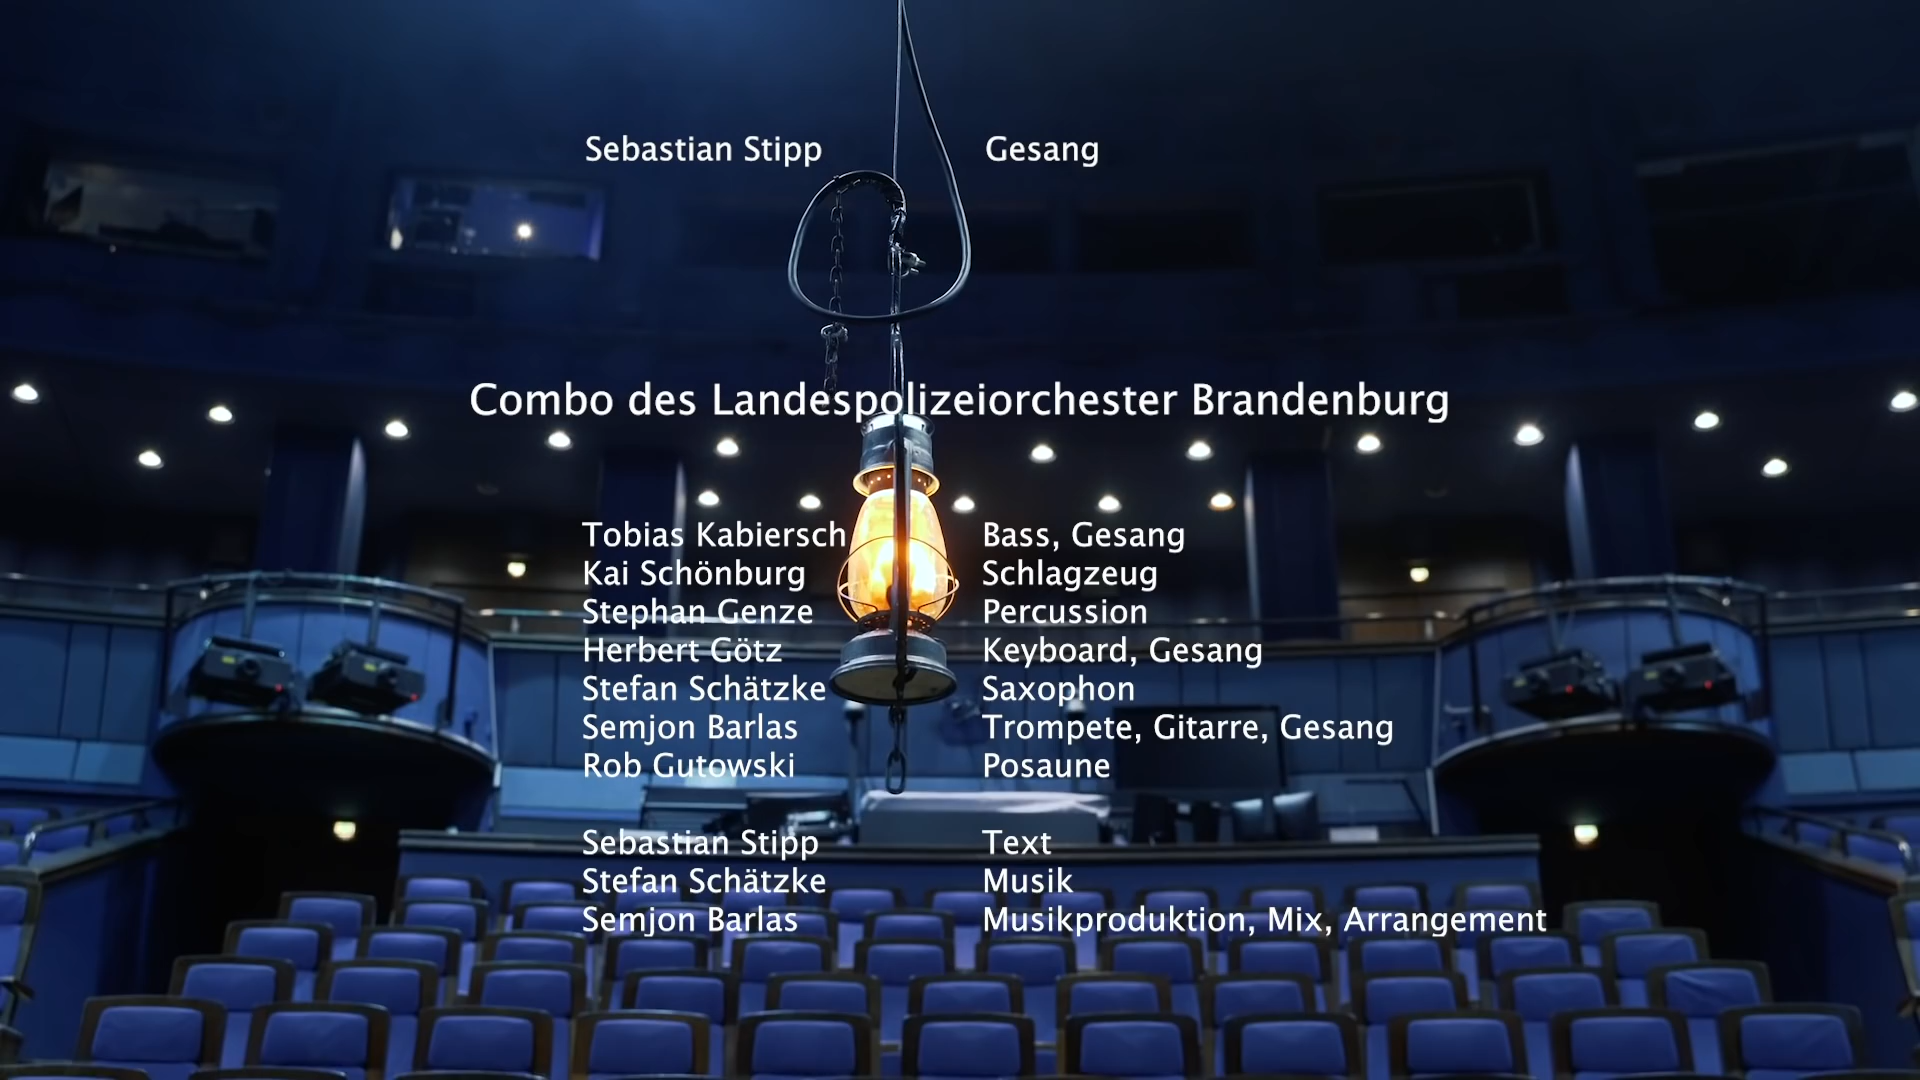 Sebastian Stipp Gesang
Combo des Landespolizeiorchester Brandenburg
Tobias Kabiersch Bass, Gesang
Kai Schönburg Schlagzeug
Stephan Genze Percussion
Herbert Götz Keyboard, Gesang
Stefan Schätzke Saxophon
Semjon Barlas Trompete, Gitarre, Gesang
Rob Gutowski Posaune
Sebastian Stipp Text
Stefan Schätzke Musik
Semjon Barlas Musikproduktion, Mix, Arrangement